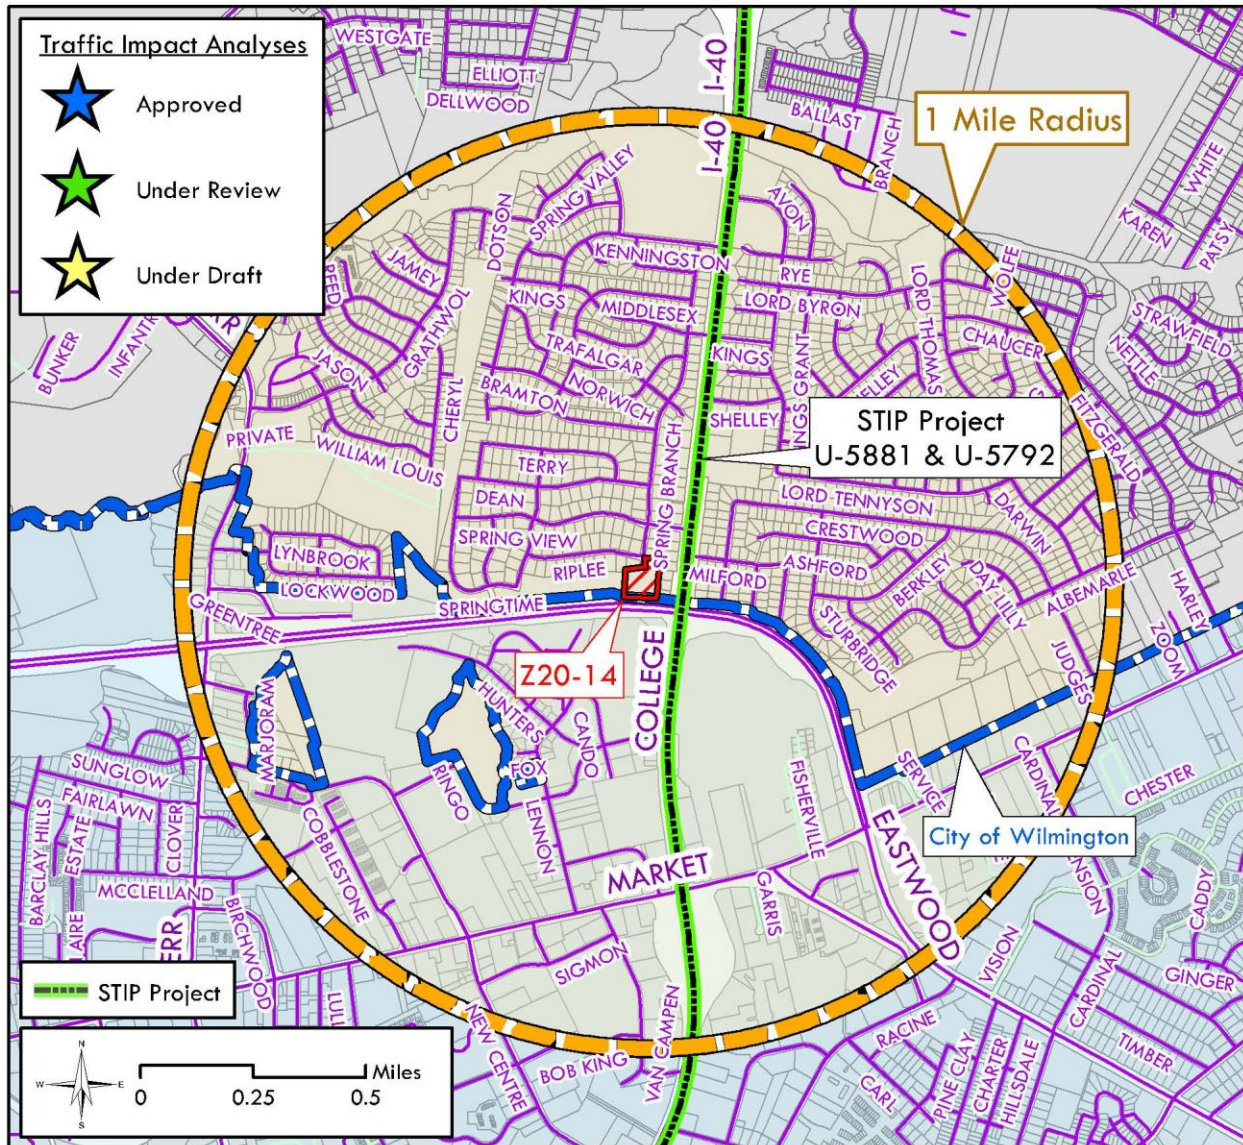 Traffic Impact Analyses
Approved
Under Review
Under Draft
WESTGATE
ELLIOTT
DELLWOOD
I-40
I-40
BALLAST
BRANCH
1 Mile Radius
WHITE
KAREN
PATSY
SPRING VALLEY
DOTSON
AVON
KENNINGSTON
RYE
WOLFE
JAMEY
REED
GRATHWOL
KINGS
MIDDLESEX
LORD BYRON
LORD THOMAS
CHAUCER
STRAWFIELD
NETTLE
BUNKER
JASON
TRAFALGAR
KINGS
CHERYL
BRAMTON
NORWICH
SHELLEY
FITZGERALD
PRIVATE
WILLIAM LOUIS
STIP Project
U-5881 & U-5792
TERRY
SPRING BRANCH
DEAN
LORD TENNYSON
DARWIN
SPRING VIEW
CRESTWOOD
LYNBROOK
RIPLEE
MILFORD
ASHFORD
BERKLEY
DAY LILLY
ALBEMARLE
HARLEY
LOCKWOOD
SPRINGTIME
GREENTREE
STURBRIDGE
ZOOM
JUDGES
Z20-14
COLLEGE
HUNTERS
CANDO
MARJORAM
SUNGLOW
FOX
RINGO
LENNON
FISHERVILLE
SERVICE
CARDINAL
CHESTER
FAIRLAWN
BARCLAY HILLS
ESTATE
CLOVER
COBBLESTONE
EASTWOOD
City of Wilmington
MARKET
MCCLELLAND
GARRIS
CADDY
BIRCHWOOD
SIGMON
VISION
CARDINAL
GINGER
STIP Project
NEW CENTRE
VAN CAMPEN
BOB KING
RACINE
TIMBER
PINE CLAY
CHARTER
HILLSDALE
CARL
N
W E
S
Miles
0 0.25 0.5